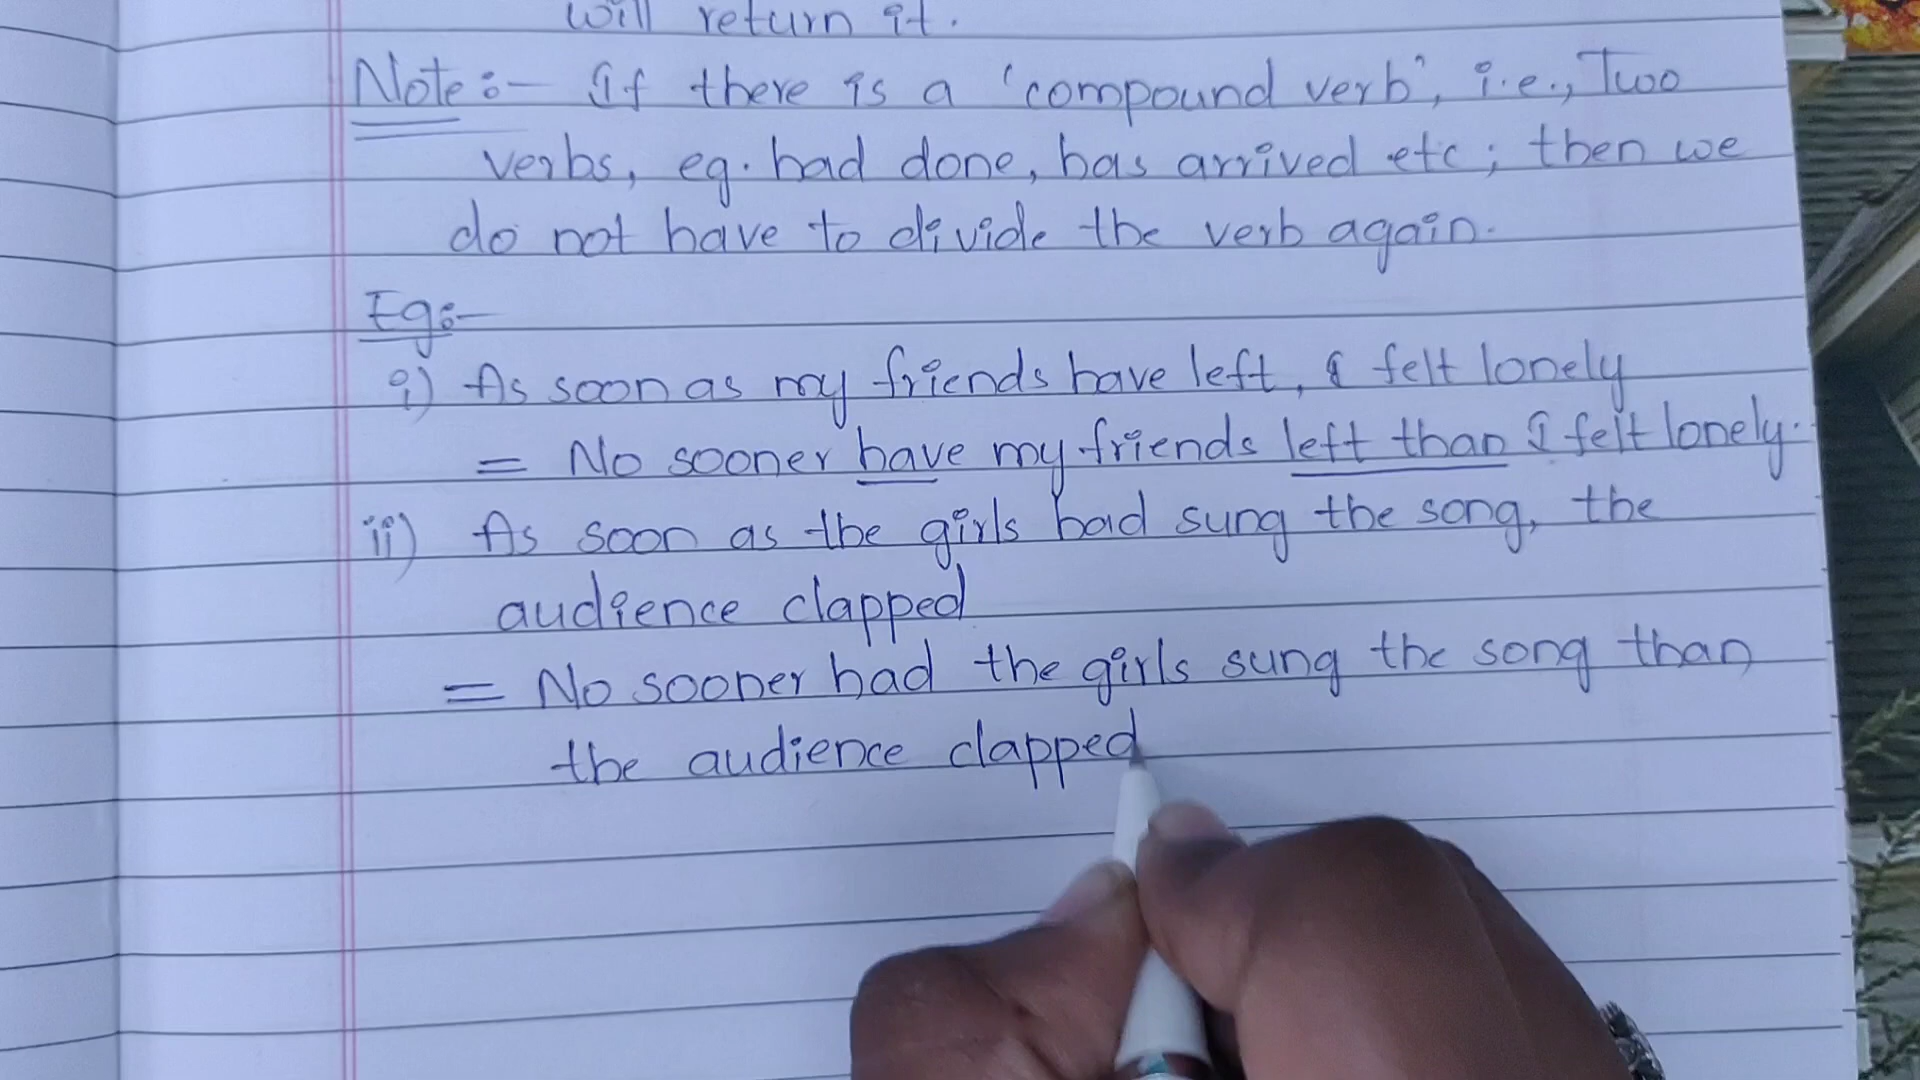 will return it.
Note:- If there is a 'compound verb', i.e., Two
verbs, eg. had done, has arrived etc; then we
do not have to divide the verb again.
Eg:-
i) As soon as my friends have left, I felt lonely
= No sooner have my friends left than I felt lonely.
ii) As soon as the girls had sung the song, the
audience clapped
= No sooner had the girls sung the song than
the audience clapped